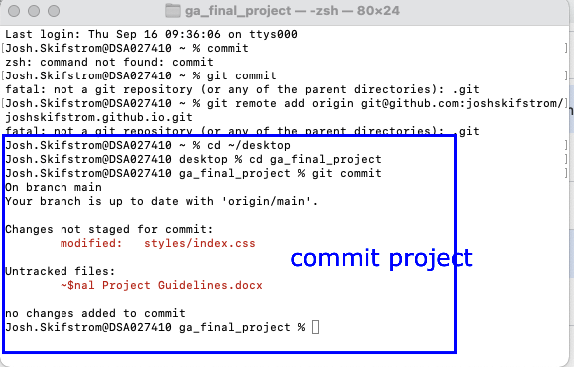 ga_final_project — -zsh — 80×24
Last login: Thu Sep 16 09:36:06 on ttys000
[Josh.Skifstrom@DSA027410 ~ % commit ]
zsh: command not found: commit
[Josh.Skifstrom@DSA027410 ~ % git commit ]
fatal: not a git repository (or any of the parent directories): .git
[Josh.Skifstrom@DSA027410 ~ % git remote add origin git@github.com:joshskifstrom/]
joshskifstrom.github.io.git
fatal: not a git repository (or any of the parent directories): .git
Josh.Skifstrom@DSA027410 ~ % cd ~/desktop ]
Josh.Skifstrom@DSA027410 desktop % cd ga_final_project ]
Josh.Skifstrom@DSA027410 ga_final_project % git commit ]
On branch main
Your branch is up to date with 'origin/main'.
Changes not staged for commit:
modified: styles/index.css
commit project
Untracked files:
~$nal Project Guidelines.docx
no changes added to commit
Josh.Skifstrom@DSA027410 ga_final_project %